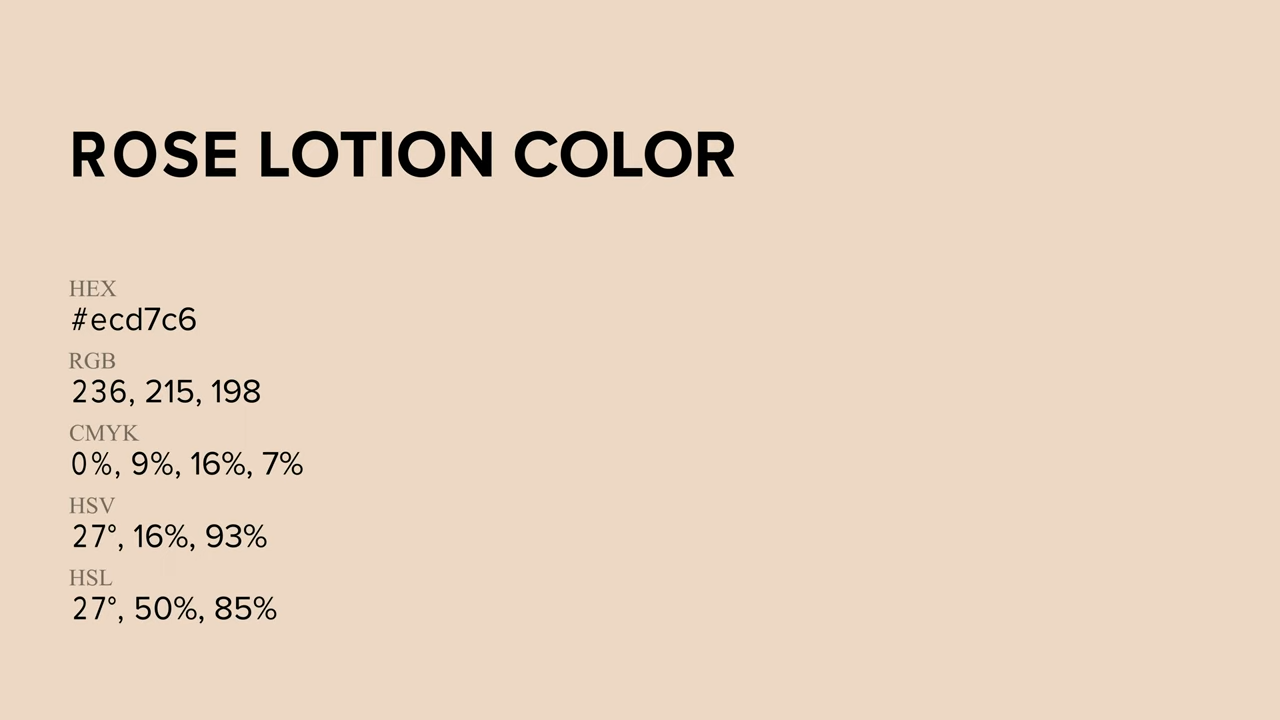 ROSE LOTION COLOR
HEX
#ecd7c6
RGB
236, 215, 198
CMYK
0%, 9%, 16%, 7%
HSV
27°, 16%, 93%
HSL
27°, 50%, 85%